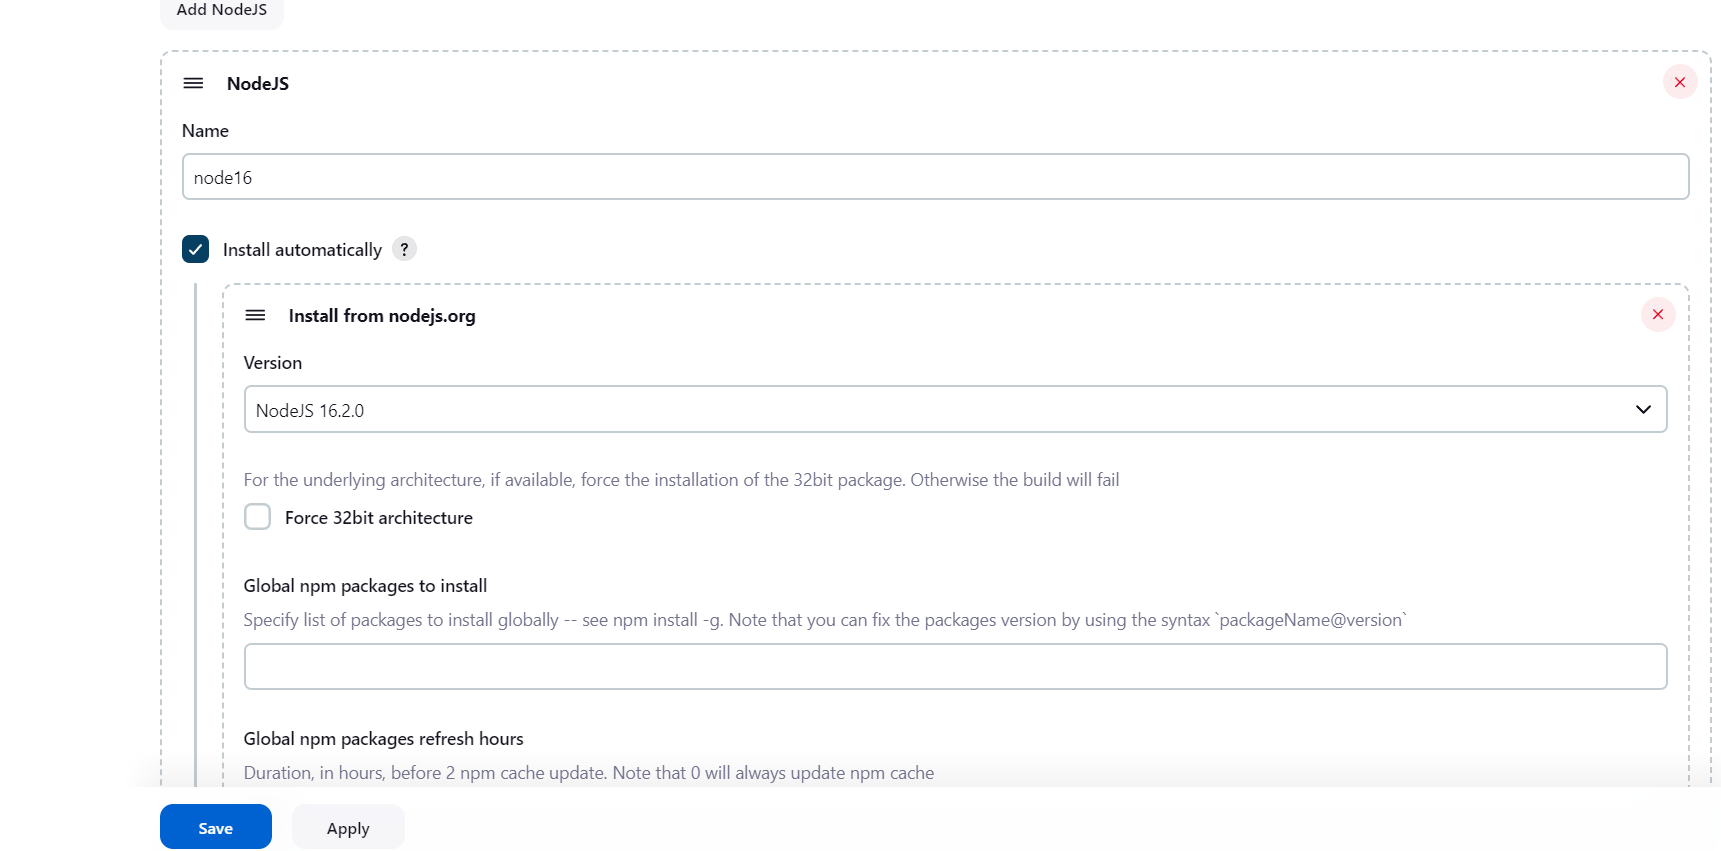 Add NodeJS
NodeJS
Name
node16
Install automatically ?
Install from nodejs.org
Version
NodeJS 16.2.0
For the underlying architecture, if available, force the installation of the 32bit package. Otherwise the build will fail
Force 32bit architecture
Global npm packages to install
Specify list of packages to install globally -- see npm install -g. Note that you can fix the packages version by using the syntax `packageName@version`
Global npm packages refresh hours
Duration, in hours, before 2 npm cache update. Note that 0 will always update npm cache
Save Apply